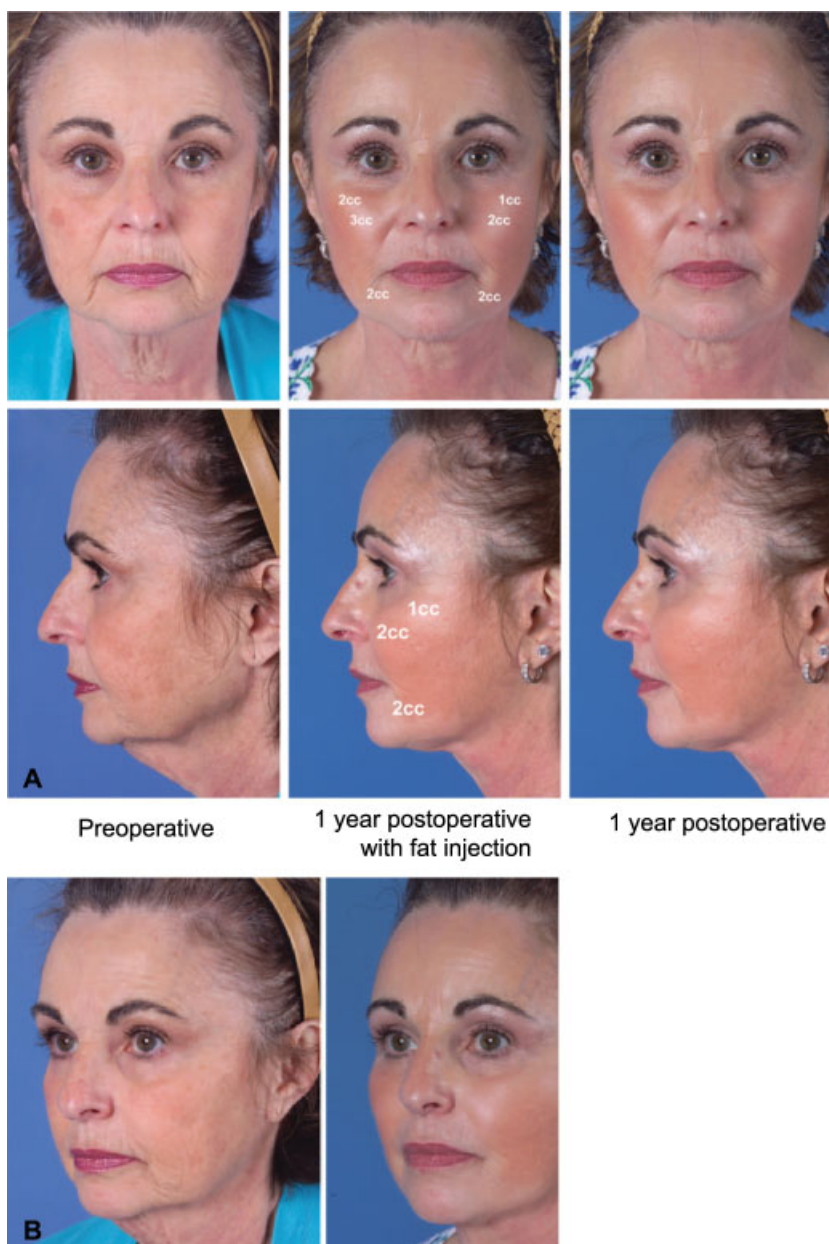 2cc 1cc
3cc 2cc
2cc 2cc
1cc
2cc
2cc
A
Preoperative
1 year postoperative
with fat injection
1 year postoperative
B